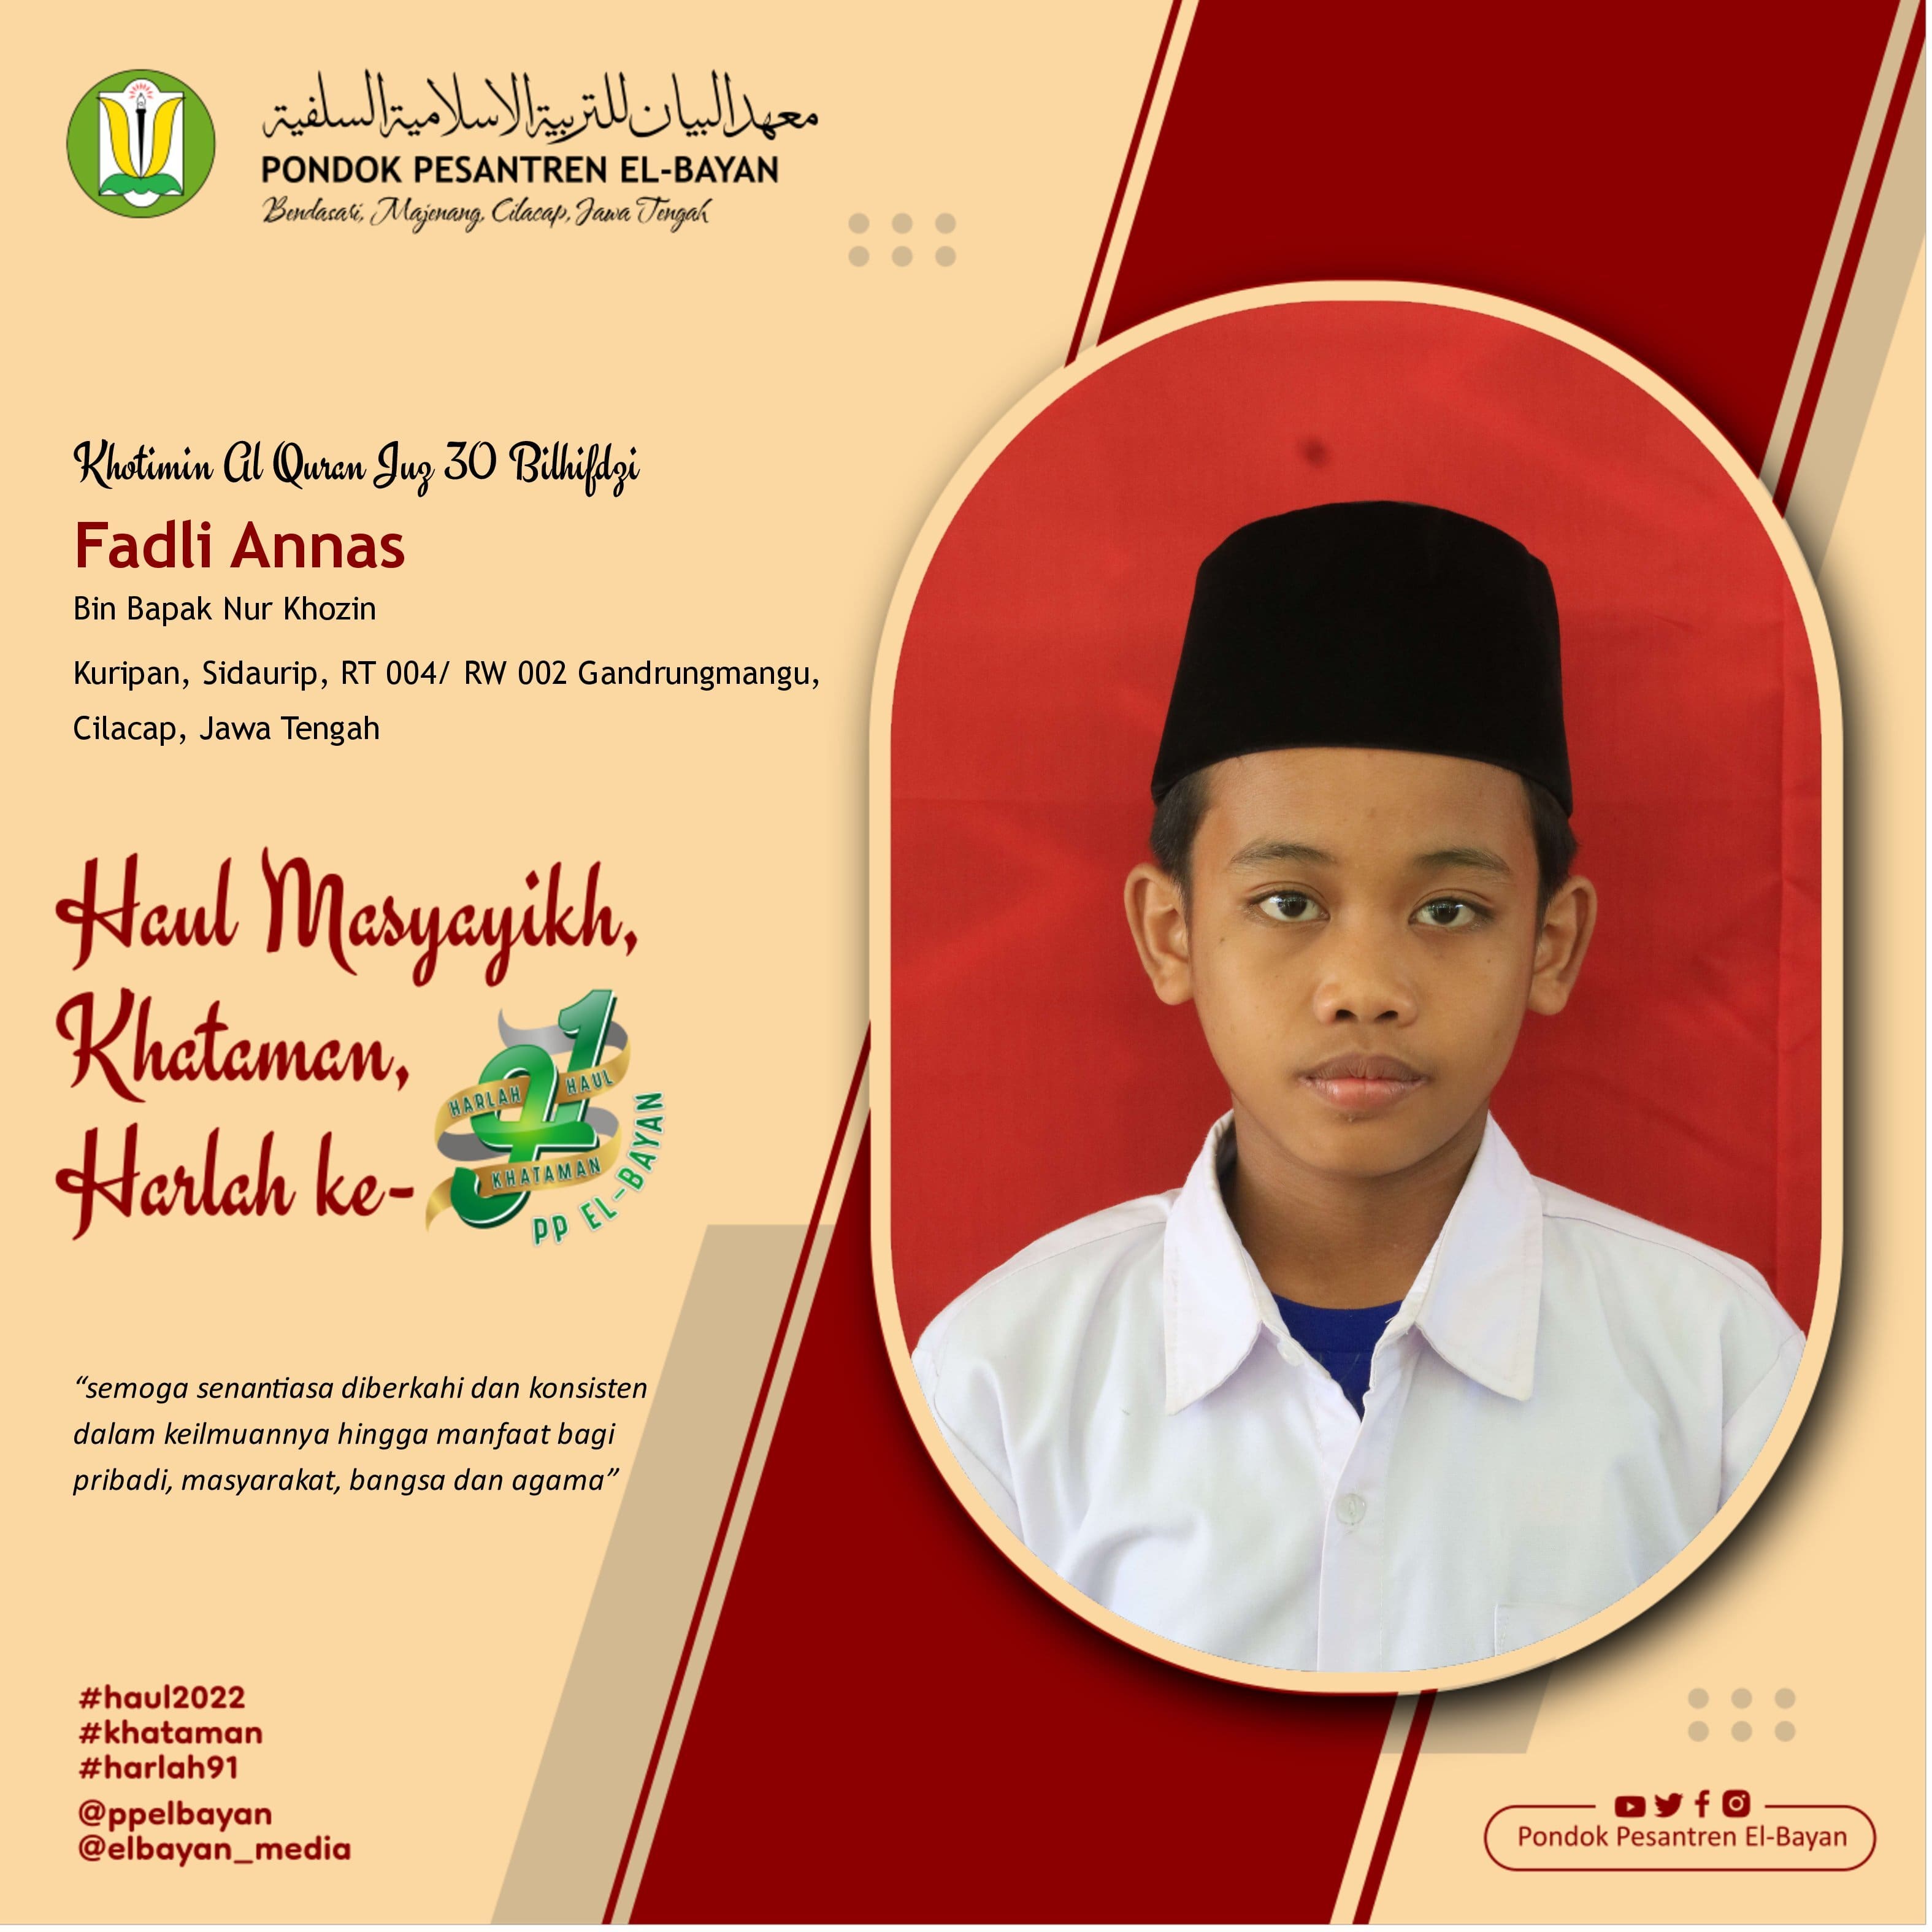 معهد البيان للتربية الاسلامية السلفية
PONDOK PESANTREN EL-BAYAN
Bendasari, Majenang, Cilacap, Jawa Tengah
Khotimin Al Quran Juz 30 Bilhifdzi
Fadli Annas
Bin Bapak Nur Khozin
Kuripan, Sidaurip, RT 004/ RW 002 Gandrungmangu,
Cilacap, Jawa Tengah
Haul Masyayikh,
Khataman,
Harlah ke-
91
HARLAH HAUL
KHATAMAN
PP EL-BAYAN
“semoga senantiasa diberkahi dan konsisten
dalam keilmuannya hingga manfaat bagi
pribadi, masyarakat, bangsa dan agama”
#haul2022
#khataman
#harlah91
@ppelbayan
@elbayan_media
Pondok Pesantren El-Bayan